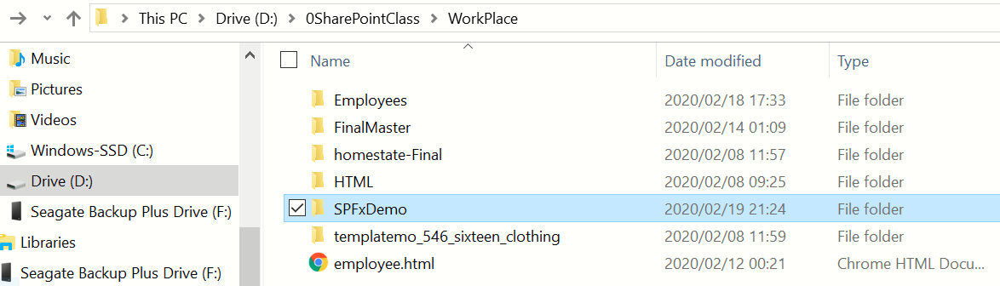 This PC > Drive (D:) > 0SharePointClass > WorkPlace
Music
Pictures
Videos
Windows-SSD (C:)
Drive (D:)
Seagate Backup Plus Drive (F:)
Libraries
Seagate Backup Plus Drive (F:)
Name Date modified Type
Employees 2020/02/18 17:33 File folder
FinalMaster 2020/02/14 01:09 File folder
homestate-Final 2020/02/08 11:57 File folder
HTML 2020/02/08 09:25 File folder
SPFxDemo 2020/02/19 21:24 File folder
templatemo_546_sixteen_clothing 2020/02/08 11:59 File folder
employee.html 2020/02/12 00:21 Chrome HTML Docu...